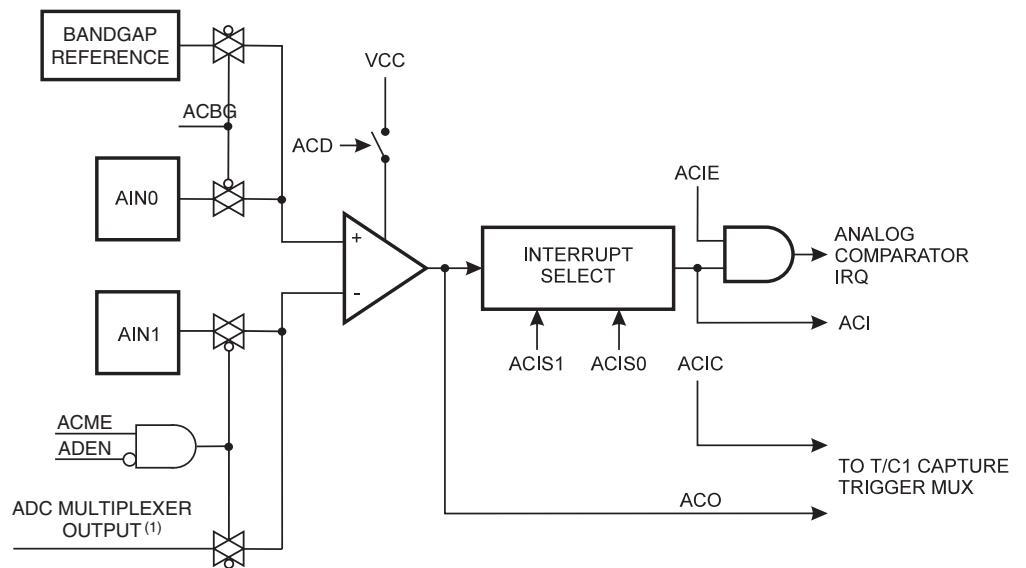 BANDGAP
REFERENCE
VCC
ACBG
ACD
AIN0
ACIE
+
-
INTERRUPT
SELECT
ANALOG
COMPARATOR
IRQ
AIN1
ACI
ACIS1
ACIS0
ACIC
ACME
ADEN
TO T/C1 CAPTURE
TRIGGER MUX
ADC MULTIPLEXER
OUTPUT (1)
ACO